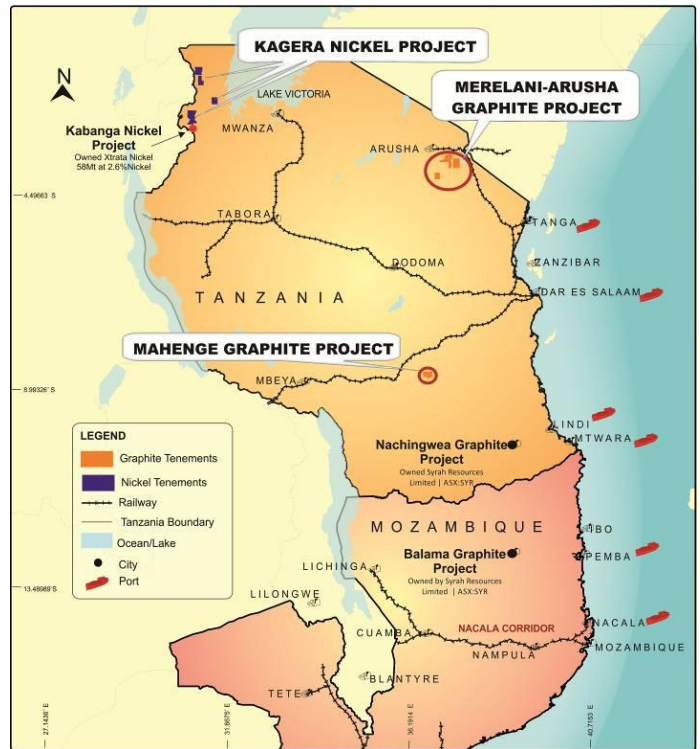 KAGERA NICKEL PROJECT
N
MERELANI-ARUSHA
GRAPHITE PROJECT
LAKE VICTORIA
MWANZA
Kabanga Nickel
Project
Owned Xtrata Nickel
58Mt at 2.6%Nickel
ARUSHA
4.49663 S
TABORA
TANGA
DODOMA
ZANZIBAR
DAR ES SALAAM
TANZANIA
MAHENGE GRAPHITE PROJECT
8.99326' S
MBEYA
LINDI
MTWARA
Nachingwea Graphite
Project
Owned Syrah Resources
Limited | ASX:SYR
LEGEND
Graphite Tenements
Nickel Tenements
Railway
Tanzania Boundary
Ocean/Lake
City
Port
MOZAMBIQUE
IBO
Balama Graphite
Project
Owned by Syrah Resources
Limited | ASX:SYR
PEMBA
LICHINGA
13.48989° S
LILONGWE
NACALA
CUAMBA
NACALA CORRIDOR
MOZAMBIQUE
NAMPULA
BLANTYRE
TETE
27.1438° E
36.1914 E
40.7153 E